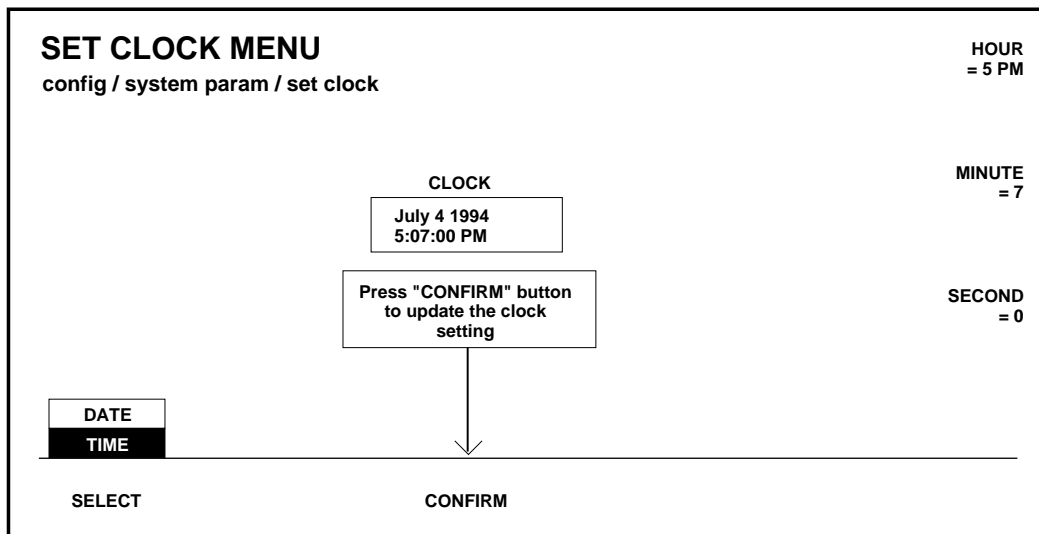 SET CLOCK MENU
config / system param / set clock
HOUR
= 5 PM
MINUTE
= 7
CLOCK
July 4 1994
5:07:00 PM
Press "CONFIRM" button
to update the clock
setting
SECOND
= 0
DATE
TIME
SELECT
CONFIRM